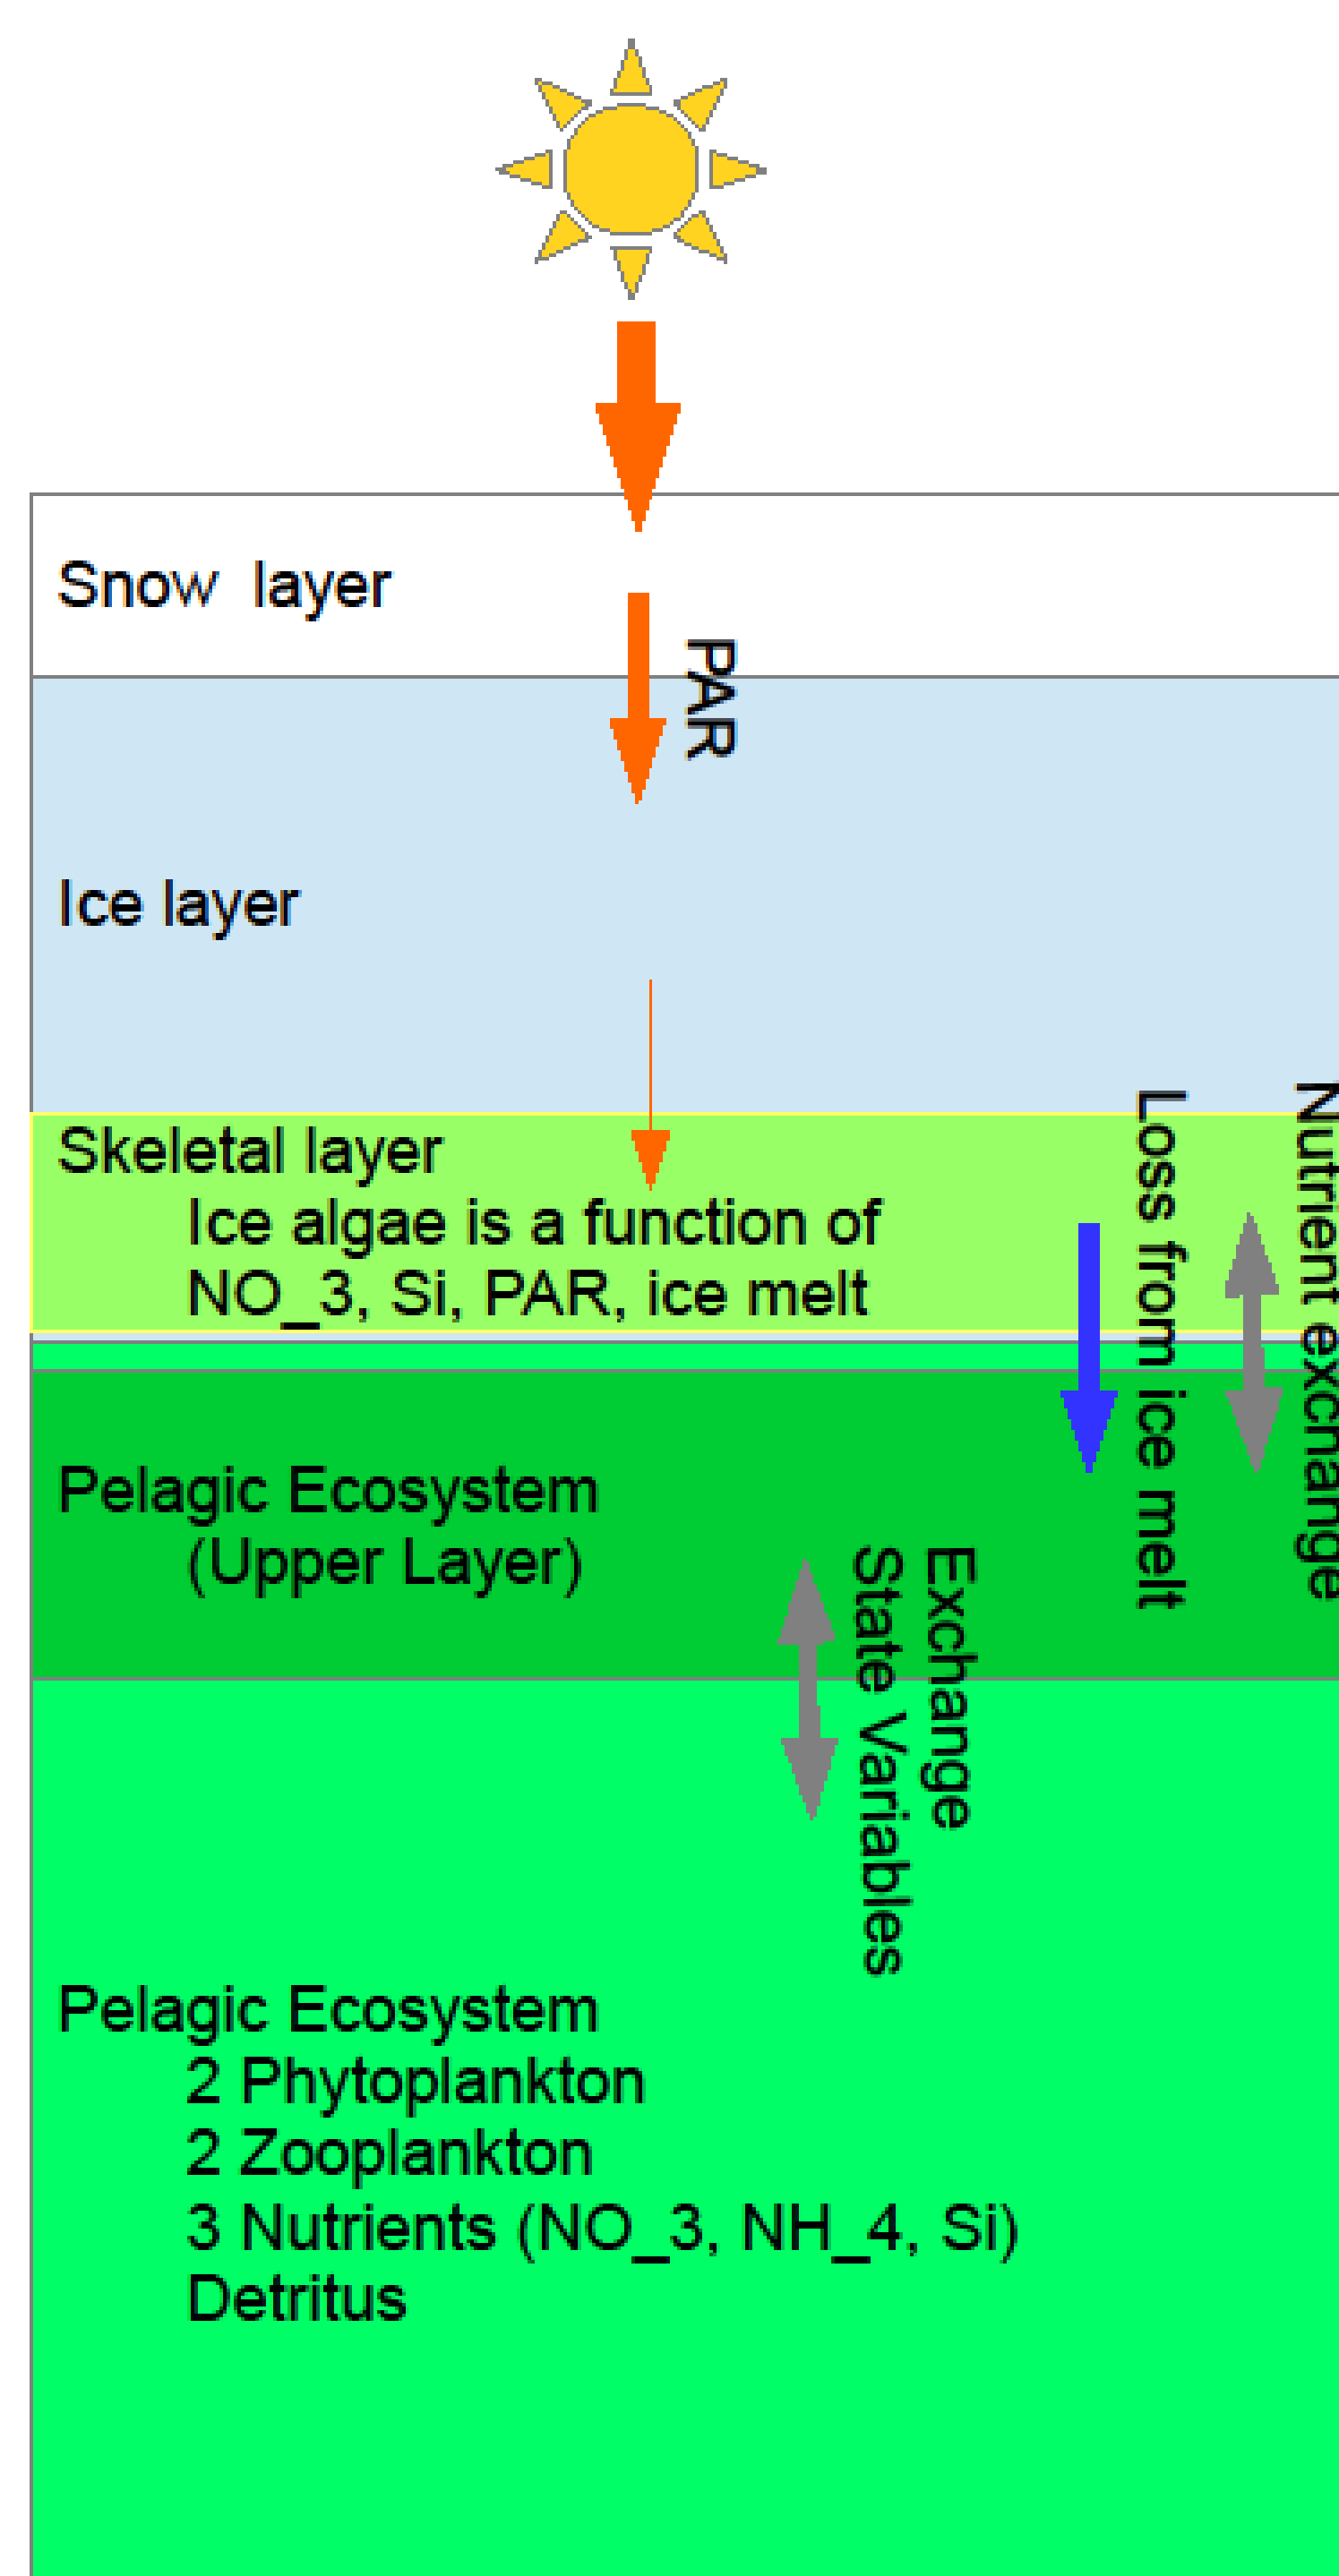 Snow layer
PAR
Ice layer
Skeletal layer
Ice algae is a function of
NO_3, Si, PAR, ice melt
Loss from ice melt
Nutrient exchange
Pelagic Ecosystem
(Upper Layer)
Exchange
State Variables
Pelagic Ecosystem
2 Phytoplankton
2 Zooplankton
3 Nutrients (NO_3, NH_4, Si)
Detritus